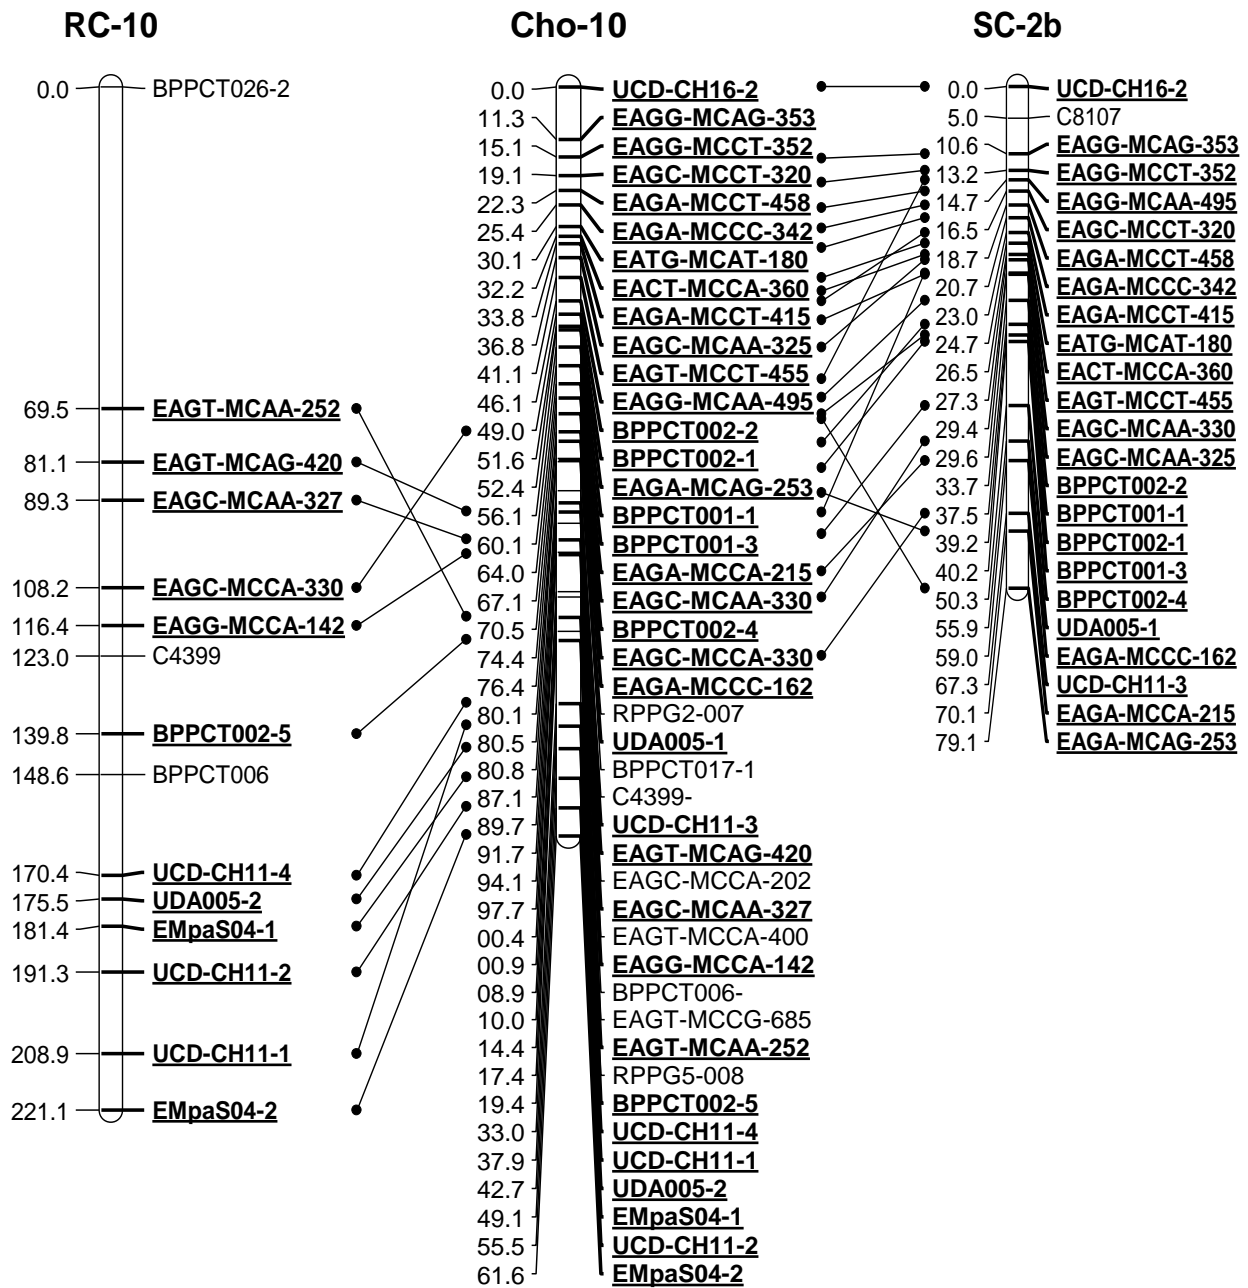 RC-10
0.0 BPPCT026-2
69.5 EAGT-MCAA-252
81.1 EAGT-MCAG-420
89.3 EAGC-MCAA-327
108.2 EAGC-MCCA-330
116.4 EAGG-MCCA-142
123.0 C4399
139.8 BPPCT002-5
148.6 BPPCT006
170.4 UCD-CH11-4
175.5 UDA005-2
181.4 EMpaS04-1
191.3 UCD-CH11-2
208.9 UCD-CH11-1
221.1 EMpaS04-2
Cho-10
0.0 UCD-CH16-2
11.3 EAGG-MCAG-353
15.1 EAGG-MCCT-352
19.1 EAGC-MCCT-320
22.3 EAGA-MCCT-458
25.4 EAGA-MCCC-342
30.1 EATG-MCAT-180
32.2 EACT-MCCA-360
33.8 EAGA-MCCT-415
36.8 EAGC-MCAA-325
41.1 EAGT-MCCT-455
46.1 EAGG-MCAA-495
49.0 BPPCT002-2
51.6 BPPCT002-1
52.4 EAGA-MCAG-253
56.1 BPPCT001-1
60.1 BPPCT001-3
64.0 EAGA-MCCA-215
67.1 EAGC-MCAA-330
70.5 BPPCT002-4
74.4 EAGC-MCCA-330
76.4 EAGA-MCCC-162
80.1 RPPG2-007
80.5 UDA005-1
80.8 BPPCT017-1
87.1 C4399-
89.7 UCD-CH11-3
91.7 EAGT-MCAG-420
94.1 EAGC-MCCA-202
97.7 EAGC-MCAA-327
00.4 EAGT-MCCA-400
00.9 EAGG-MCCA-142
08.9 BPPCT006-
10.0 EAGT-MCCG-685
14.4 EAGT-MCAA-252
17.4 RPPG5-008
19.4 BPPCT002-5
33.0 UCD-CH11-4
37.9 UCD-CH11-1
42.7 UDA005-2
49.1 EMpaS04-1
55.5 UCD-CH11-2
61.6 EMpaS04-2
SC-2b
0.0 UCD-CH16-2
5.0 C8107
10.6 EAGG-MCAG-353
13.2 EAGG-MCCT-352
14.7 EAGG-MCAA-495
16.5 EAGC-MCCT-320
18.7 EAGA-MCCT-458
20.7 EAGA-MCCC-342
23.0 EAGA-MCCT-415
24.7 EATG-MCAT-180
26.5 EACT-MCCA-360
27.3 EAGT-MCCT-455
29.4 EAGC-MCAA-330
29.6 EAGC-MCAA-325
33.7 BPPCT002-2
37.5 BPPCT001-1
39.2 BPPCT002-1
40.2 BPPCT001-3
50.3 BPPCT002-4
55.9 UDA005-1
59.0 EAGA-MCCC-162
67.3 UCD-CH11-3
70.1 EAGA-MCCA-215
79.1 EAGA-MCAG-253